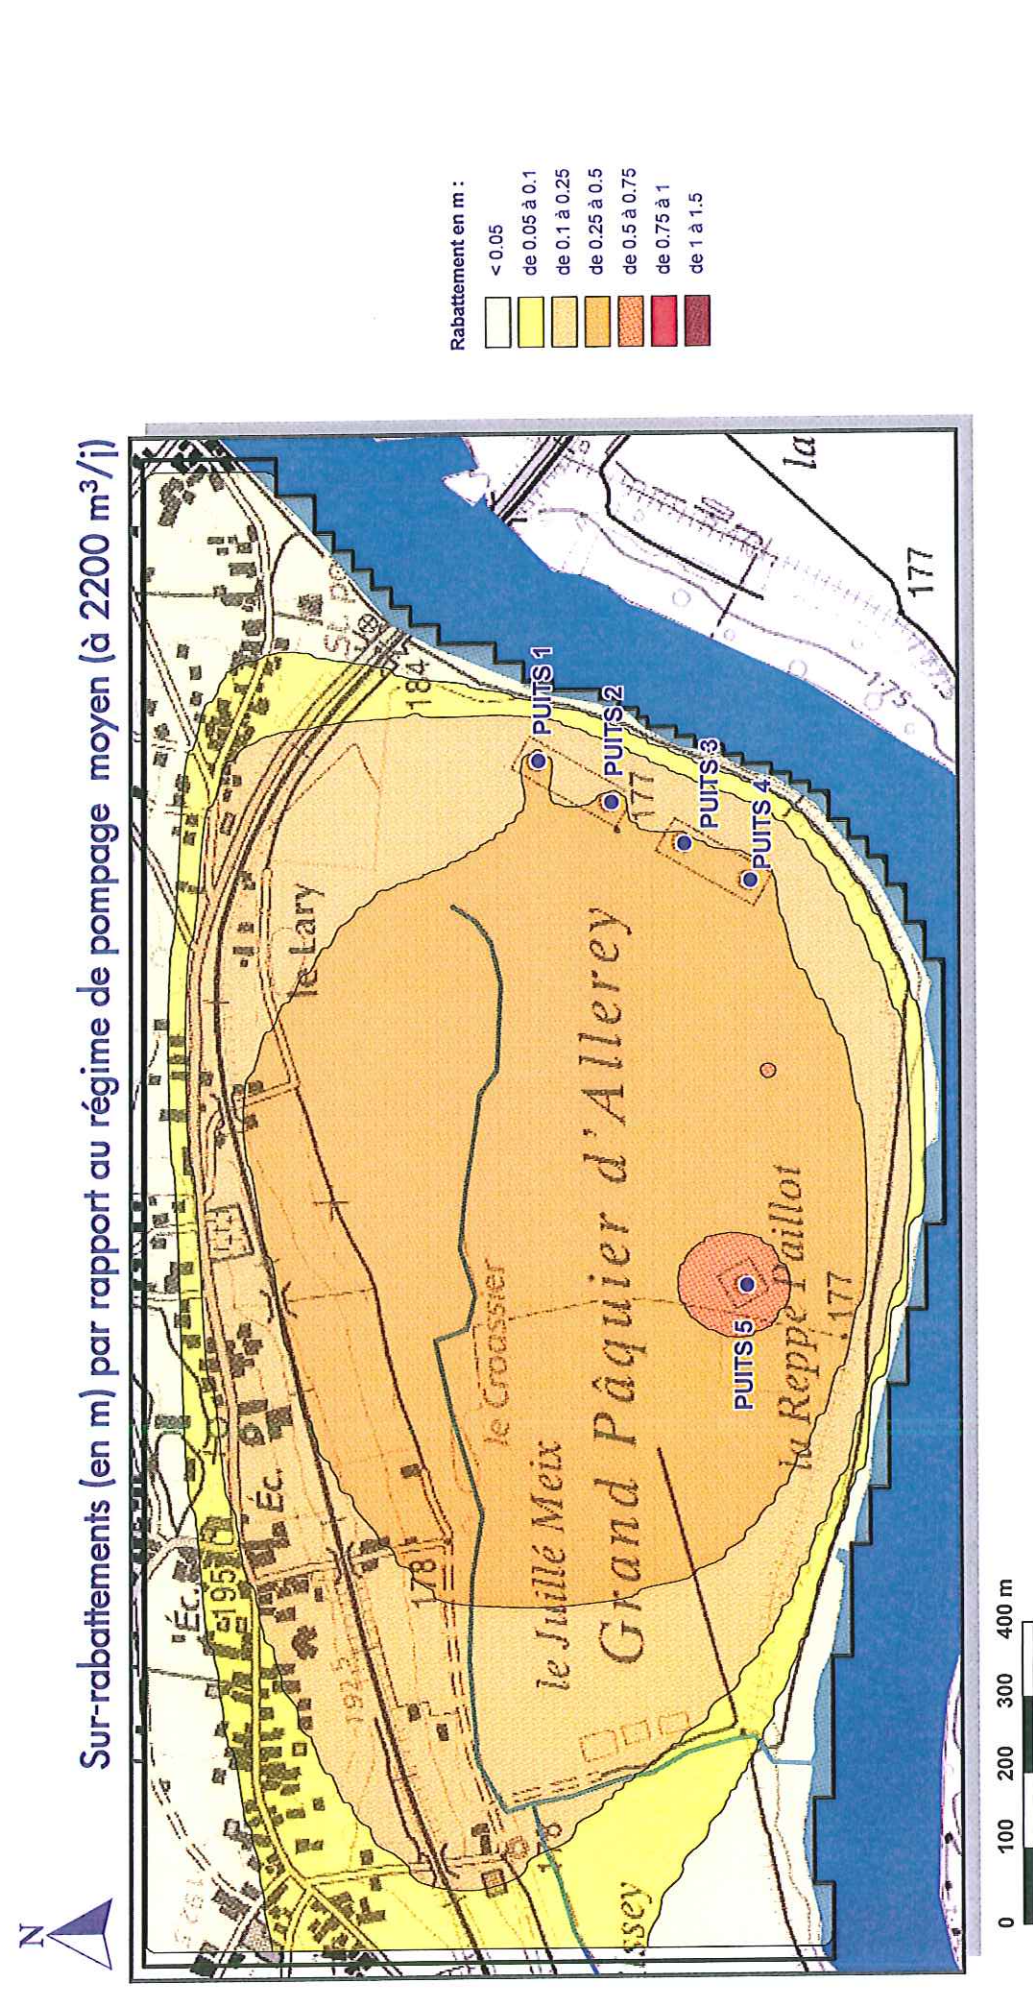 N
Sur-rabattements (en m) par rapport au régime de pompage moyen (à 2200 m³/j)
Rabattement en m :
< 0.05
de 0.05 à 0.1
de 0.1 à 0.25
de 0.25 à 0.5
de 0.5 à 0.75
de 0.75 à 1
de 1 à 1.5
Éc.
195
Éc.
1925
178
178
le Lary
184
St
PUITS 1
PUITS 2
177
PUITS 3
PUITS 4
PUITS 5
le Croassier
le Juillé Meix
Grand Pâquier d'Allerey
la Reppe Paillot
177
ssey
la
177
175
0 100 200 300 400 m